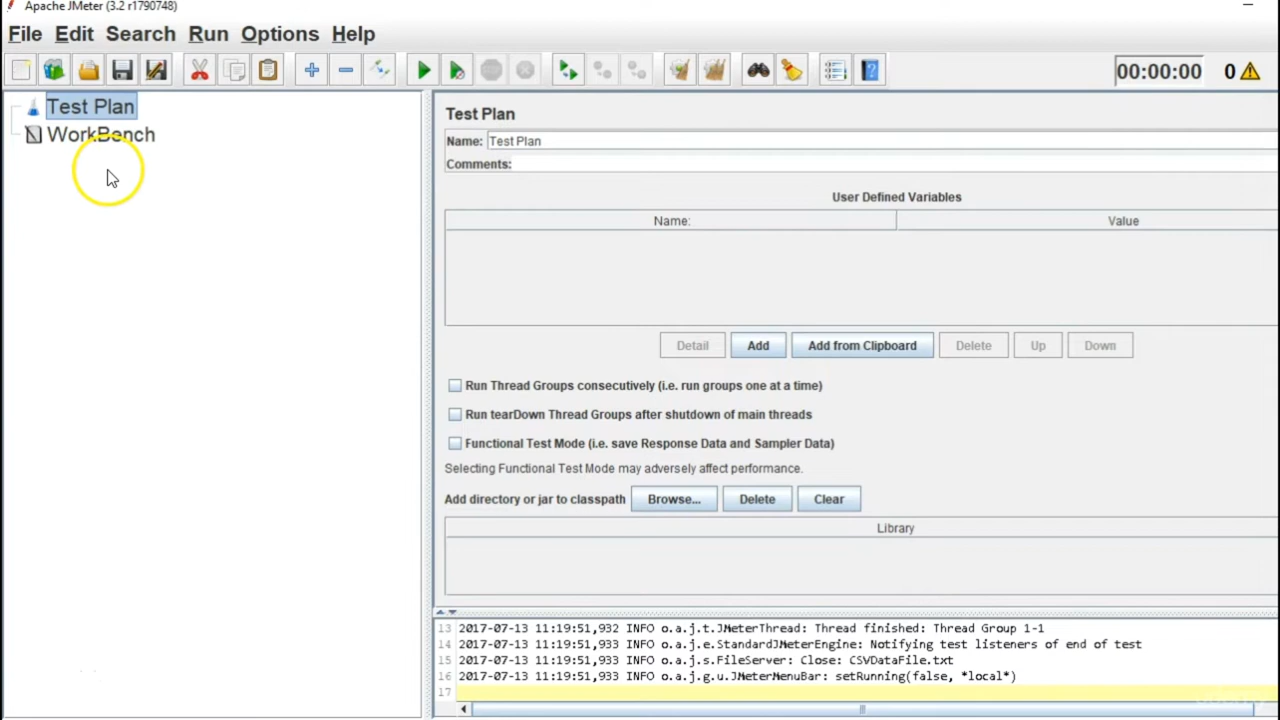 Apache JMeter (3.2 r1790748)
File Edit Search Run Options Help
00:00:00 0
Test Plan
WorkBench
Test Plan
Name: Test Plan
Comments:
User Defined Variables
Name: Value
Detail Add Add from Clipboard Delete Up Down
Run Thread Groups consecutively (i.e. run groups one at a time)
Run tearDown Thread Groups after shutdown of main threads
Functional Test Mode (i.e. save Response Data and Sampler Data)
Selecting Functional Test Mode may adversely affect performance.
Add directory or jar to classpath Browse... Delete Clear
Library
13 2017-07-13 11:19:51,932 INFO o.a.j.t.JMeterThread: Thread finished: Thread Group 1-1
14 2017-07-13 11:19:51,933 INFO o.a.j.e.StandardJMeterEngine: Notifying test listeners of end of test
15 2017-07-13 11:19:51,933 INFO o.a.j.s.FileServer: Close: CSVDataFile.txt
16 2017-07-13 11:19:51,933 INFO o.a.j.g.u.JMeterMenuBar: setRunning(false, *local*)
17